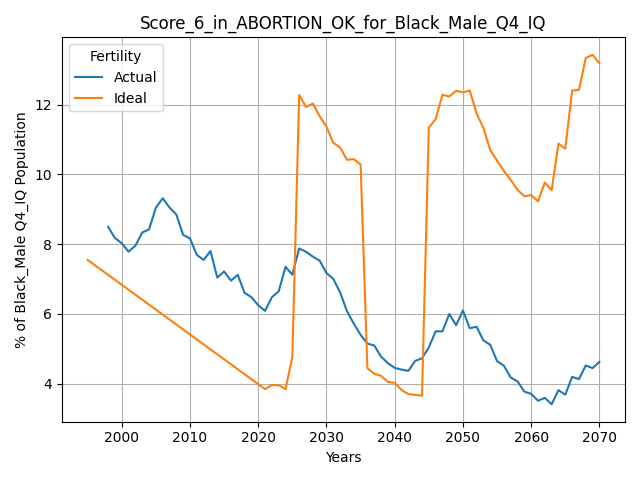 Score_6_in_ABORTION_OK_for_Black_Male_Q4_IQ
Fertility
Actual
Ideal
% of Black_Male Q4_IQ Population
12
10
8
6
4
2000 2010 2020 2030 2040 2050 2060 2070
Years